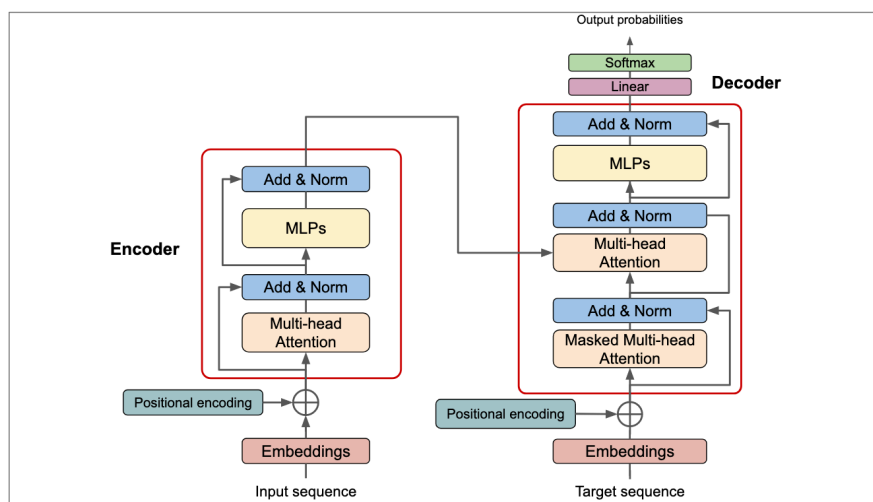 Output probabilities
Softmax
Linear
Decoder
Add & Norm
MLPs
Add & Norm
Multi-head
Attention
Add & Norm
Masked Multi-head
Attention
Positional encoding
Embeddings
Target sequence
Encoder
Add & Norm
MLPs
Add & Norm
Multi-head
Attention
Positional encoding
Embeddings
Input sequence